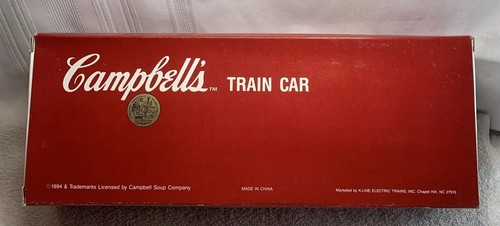 Campbell's™ TRAIN CAR
©1994 & Trademarks Licensed by Campbell Soup Company
MADE IN CHINA
Marketed by K-LINE ELECTRIC TRAINS, INC. Chapel Hill, NC 27515